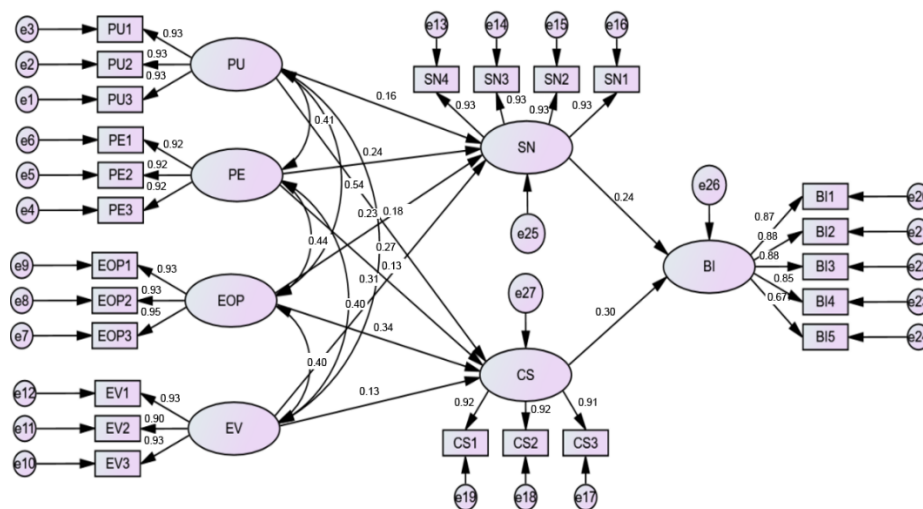 e3 PU1 0.93
e2 PU2 0.93 PU
e1 PU3 0.93
e6 PE1 0.92
e5 PE2 0.92 PE
e4 PE3 0.92
e9 EOP1 0.93
e8 EOP2 0.93 EOP
e7 EOP3 0.95
e12 EV1 0.93
e11 EV2 0.90 EV
e10 EV3 0.93
0.41
0.54
0.23
0.44
0.31
0.40
0.40
0.16
0.24
0.18
0.27
0.13
0.34
0.13
e13 e14 e15 e16
SN4 SN3 SN2 SN1
0.93 0.93 0.93 0.93
SN
e25
0.24
e27
CS
0.30
0.92 0.92 0.91
CS1 CS2 CS3
e19 e18 e17
e26
BI
0.87 BI1
0.88 BI2
0.88 BI3
0.85 BI4
0.67 BI5